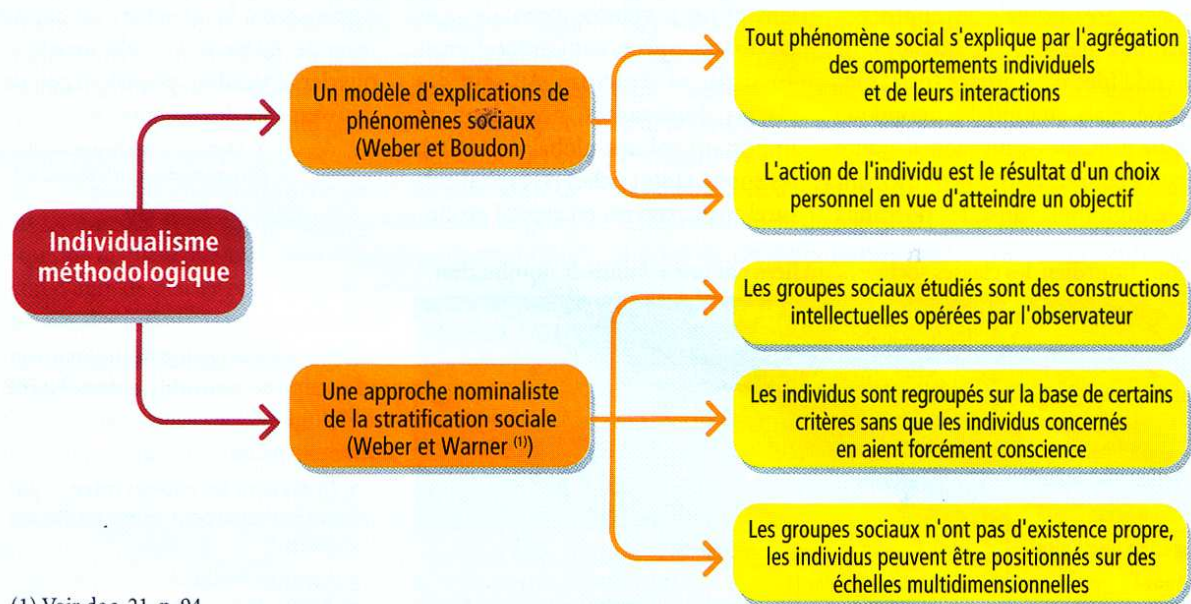 Individualisme
méthodologique
Un modèle d'explications de
phénomènes sociaux
(Weber et Boudon)
Tout phénomène social s'explique par l'agrégation
des comportements individuels
et de leurs interactions
L'action de l'individu est le résultat d'un choix
personnel en vue d'atteindre un objectif
Une approche nominaliste
de la stratification sociale
(Weber et Warner (1))
Les groupes sociaux étudiés sont des constructions
intellectuelles opérées par l'observateur
Les individus sont regroupés sur la base de certains
critères sans que les individus concernés
en aient forcément conscience
Les groupes sociaux n'ont pas d'existence propre,
les individus peuvent être positionnés sur des
échelles multidimensionnelles